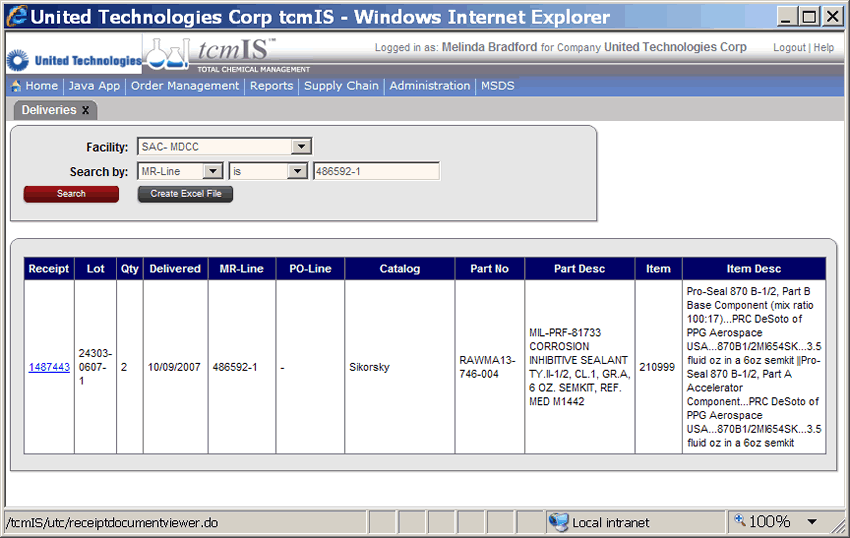 United Technologies Corp tcmIS - Windows Internet Explorer
United Technologies tcmIS™ Logged in as: Melinda Bradford for Company United Technologies Corp Logout | Help
TOTAL CHEMICAL MANAGEMENT
Home Java App Order Management Reports Supply Chain Administration MSDS
Deliveries X
Facility: SAC- MDCC
Search by: MR-Line is 486592-1
Search Create Excel File
Receipt Lot Qty Delivered MR-Line PO-Line Catalog Part No Part Desc Item Item Desc
1487443
24303-
0607-
1
2
10/09/2007
486592-1
-
Sikorsky
RAWMA13-
746-004
MIL-PRF-81733
CORROSION
INHIBITIVE SEALANT
TY.II-1/2, CL.1, GR.A,
6 OZ. SEMKIT, REF.
MED M1442
210999
Pro-Seal 870 B-1/2, Part B
Base Component (mix ratio
100:17)...PRC DeSoto of
PPG Aerospace
USA...870B1/2MI654SK...3.5
fluid oz in a 6oz semkit ||Pro-
Seal 870 B-1/2, Part A
Accelerator
Component...PRC DeSoto of
PPG Aerospace
USA...870B1/2MI654SK...3.5
fluid oz in a 6oz semkit
/tcmIS/utc/receiptdocumentviewer.do Local intranet 100%